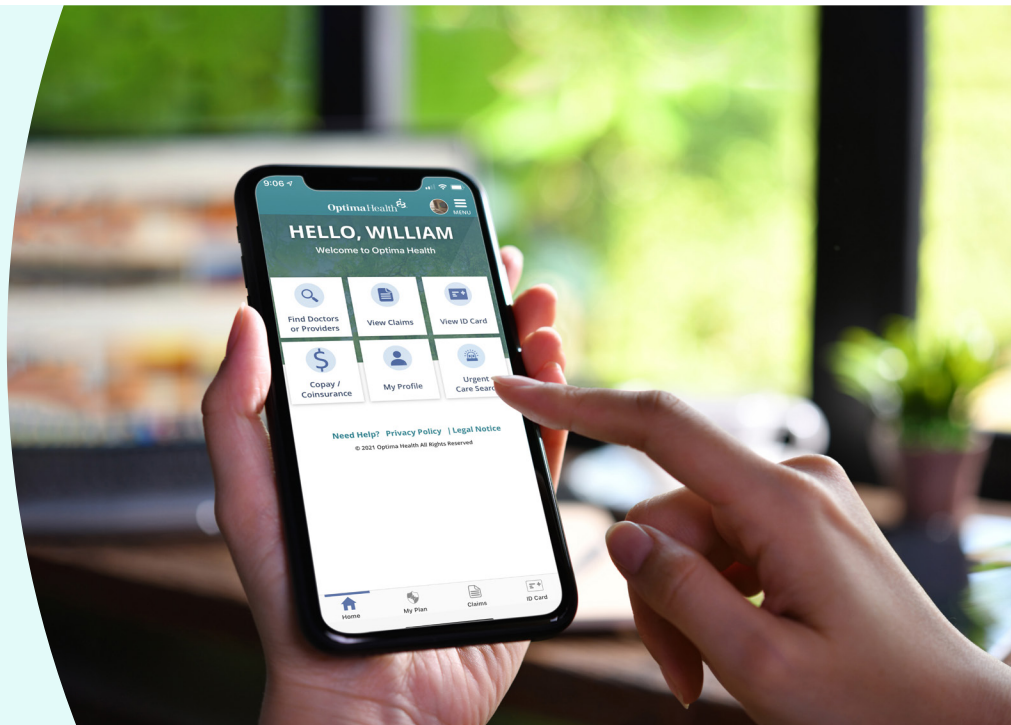 9:06
OptimaHealth
MENU
HELLO, WILLIAM
Welcome to Optima Health
Find Doctors
or Providers
View Claims
View ID Card
Copay /
Coinsurance
My Profile
Urgent
Care Search
Need Help? Privacy Policy | Legal Notice
© 2021 Optima Health All Rights Reserved
Home
My Plan
Claims
ID Card